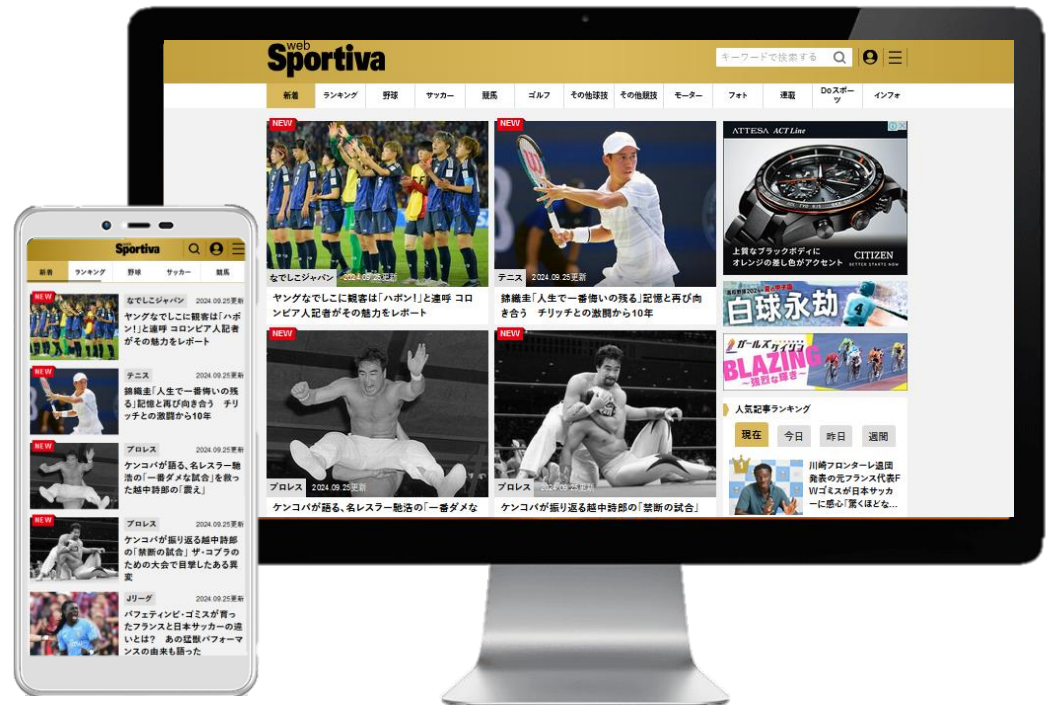 web
Sportiva
キーワードで検索する
新着
ランキング
野球
サッカー
競馬
ゴルフ
その他球技
その他競技
モーター
フォト
連載
Doスポー
ツ
インフォ
NEW
なでしこジャパン 2024.09.25更新
ヤングなでしこに観客は「ハポン!」と連呼 コロ
ンビア人記者がその魅力をレポート
NEW
テニス 2024.09.25更新
錦織圭「人生で一番悔いの残る」記憶と再び向
き合う チリッチとの激闘から10年
NEW
プロレス 2024.09.25更新
ケンコバが語る、名レスラー馳浩の「一番ダメな
NEW
プロレス 2024.09.25更新
ケンコバが振り返る越中詩郎の「禁断の試合」
ATTESA ACT Line
上質なブラックボディに
オレンジの差し色がアクセント
CITIZEN
BETTER STARTS NOW
白球永劫
4
ガールズケイリン
BLAZING
~強烈な輝き~
人気記事ランキング
現在
今日
昨日
週間
1
川崎フロンターレ退団
発表の元フランス代表F
Wゴミスが日本サッカ
ーに感心「驚くほどな...
web
Sportiva
新着
ランキング
野球
サッカー
競馬
NEW
なでしこジャパン 2024.09.25更新
ヤングなでしこに観客は「ハポ
ン!」と連呼 コロンビア人記者
がその魅力をレポート
NEW
テニス 2024.09.25更新
錦織圭「人生で一番悔いの残
る」記憶と再び向き合う チリ
ッチとの激闘から10年
NEW
プロレス 2024.09.25更新
ケンコバが語る、名レスラー馳
浩の「一番ダメな試合」を救っ
た越中詩郎の「震え」
NEW
プロレス 2024.09.25更新
ケンコバが振り返る越中詩郎
の「禁断の試合」 ザ・コブラの
ための大会で目撃したある異
変
Jリーグ 2024.09.25更新
バフェティンビ・ゴミスが育っ
たフランスと日本サッカーの違
いとは? あの猛獣パフォーマ
ンスの由来も語った